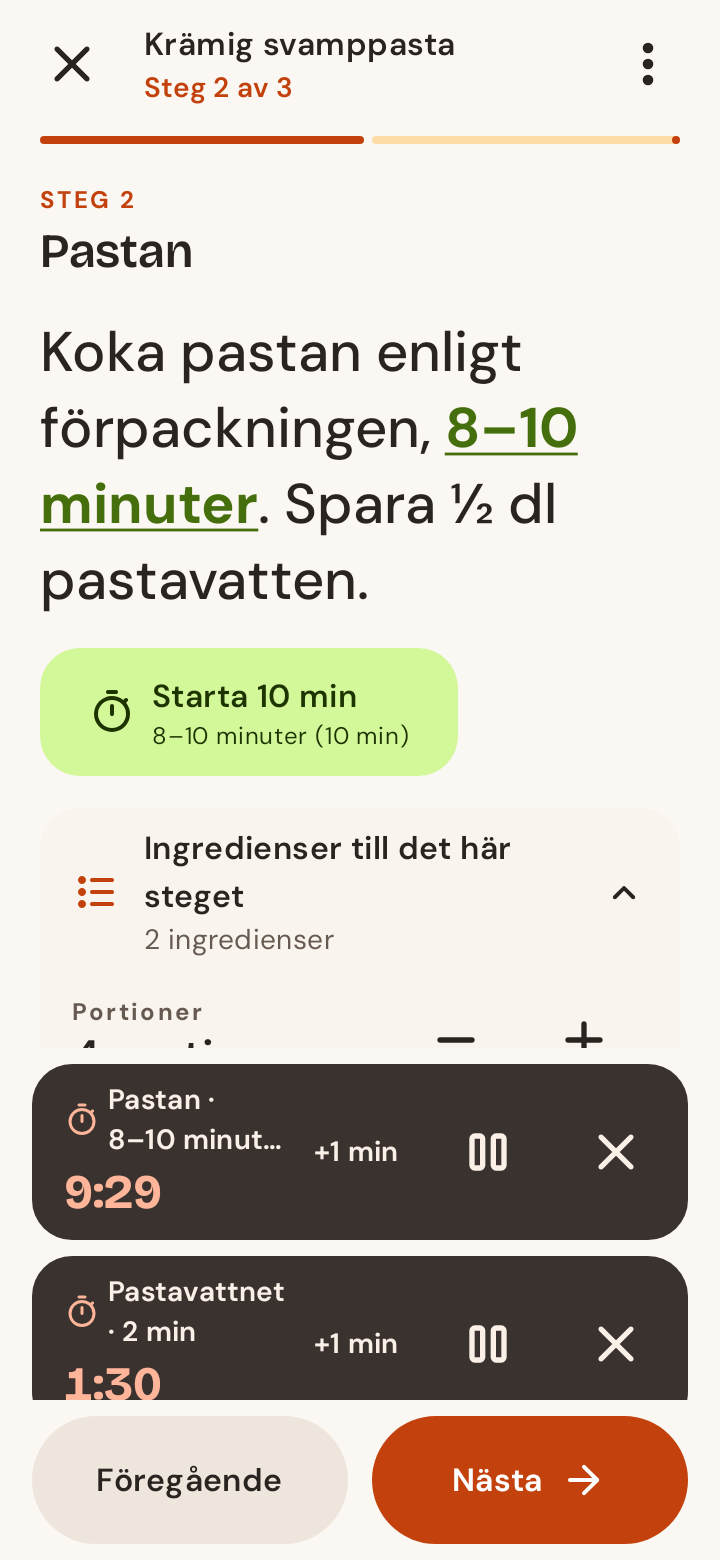 Krämig svamppasta
Steg 2 av 3
STEG 2
Pastan
Koka pastan enligt
förpackningen, 8–10
minuter. Spara ½ dl
pastavatten.
Starta 10 min
8–10 minuter (10 min)
Ingredienser till det här
steget
2 ingredienser
Portioner
Pastan ·
8–10 minut…
+1 min
9:29
Pastavattnet
· 2 min
+1 min
1:30
Föregående
Nästa